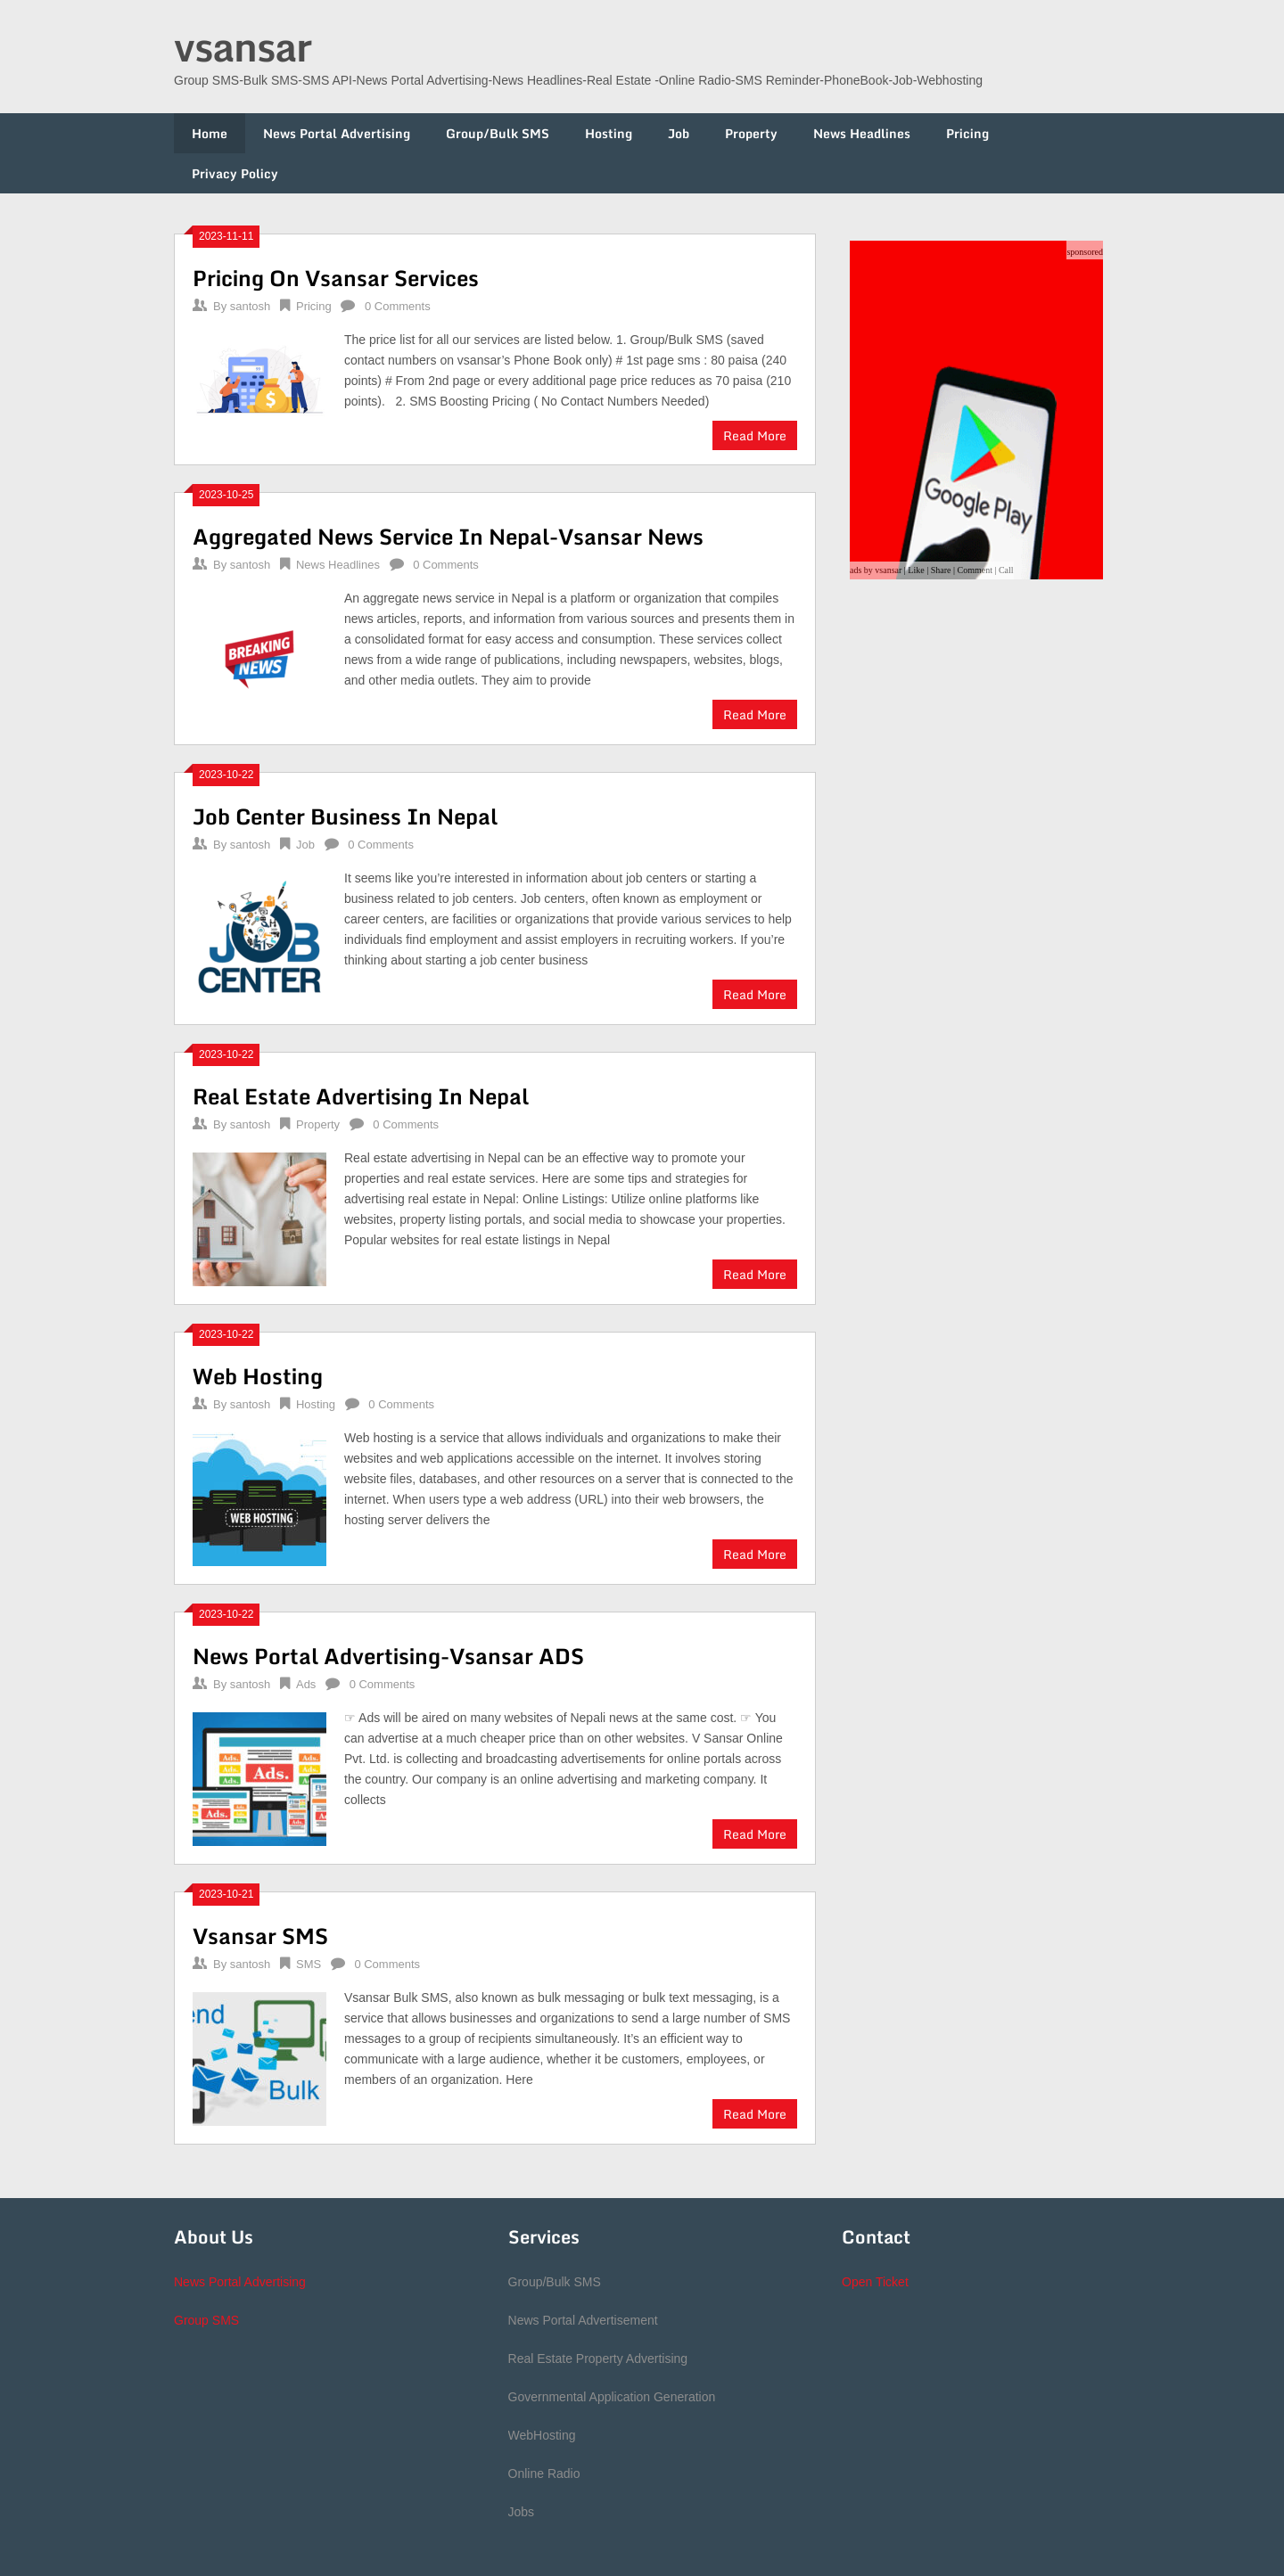 vsansar
Group SMS-Bulk SMS-SMS API-News Portal Advertising-News Headlines-Real Estate -Online Radio-SMS Reminder-PhoneBook-Job-Webhosting
Home
News Portal Advertising
Group/Bulk SMS
Hosting
Job
Property
News Headlines
Pricing
Privacy Policy
2023-11-11
Pricing On Vsansar Services
By santosh Pricing 0 Comments
The price list for all our services are listed below. 1. Group/Bulk SMS (saved
contact numbers on vsansar’s Phone Book only) # 1st page sms : 80 paisa (240
points) # From 2nd page or every additional page price reduces as 70 paisa (210
points).   2. SMS Boosting Pricing ( No Contact Numbers Needed)
Read More
sponsored
Google Play
ads by vsansar | Like | Share | Comment | Call
2023-10-25
Aggregated News Service In Nepal-Vsansar News
By santosh News Headlines 0 Comments
BREAKING
NEWS
An aggregate news service in Nepal is a platform or organization that compiles
news articles, reports, and information from various sources and presents them in
a consolidated format for easy access and consumption. These services collect
news from a wide range of publications, including newspapers, websites, blogs,
and other media outlets. They aim to provide
Read More
2023-10-22
Job Center Business In Nepal
By santosh Job 0 Comments
JOB
CENTER
It seems like you’re interested in information about job centers or starting a
business related to job centers. Job centers, often known as employment or
career centers, are facilities or organizations that provide various services to help
individuals find employment and assist employers in recruiting workers. If you’re
thinking about starting a job center business
Read More
2023-10-22
Real Estate Advertising In Nepal
By santosh Property 0 Comments
Real estate advertising in Nepal can be an effective way to promote your
properties and real estate services. Here are some tips and strategies for
advertising real estate in Nepal: Online Listings: Utilize online platforms like
websites, property listing portals, and social media to showcase your properties.
Popular websites for real estate listings in Nepal
Read More
2023-10-22
Web Hosting
By santosh Hosting 0 Comments
WEB HOSTING
Web hosting is a service that allows individuals and organizations to make their
websites and web applications accessible on the internet. It involves storing
website files, databases, and other resources on a server that is connected to the
internet. When users type a web address (URL) into their web browsers, the
hosting server delivers the
Read More
2023-10-22
News Portal Advertising-Vsansar ADS
By santosh Ads 0 Comments
Ads. Ads. Ads.
Ads. Ads.
Ads. Ads.
Ads.
☞ Ads will be aired on many websites of Nepali news at the same cost. ☞ You
can advertise at a much cheaper price than on other websites. V Sansar Online
Pvt. Ltd. is collecting and broadcasting advertisements for online portals across
the country. Our company is an online advertising and marketing company. It
collects
Read More
2023-10-21
Vsansar SMS
By santosh SMS 0 Comments
end
Bulk
Vsansar Bulk SMS, also known as bulk messaging or bulk text messaging, is a
service that allows businesses and organizations to send a large number of SMS
messages to a group of recipients simultaneously. It’s an efficient way to
communicate with a large audience, whether it be customers, employees, or
members of an organization. Here
Read More
About Us
News Portal Advertising
Group SMS
Services
Group/Bulk SMS
News Portal Advertisement
Real Estate Property Advertising
Governmental Application Generation
WebHosting
Online Radio
Jobs
Contact
Open Ticket